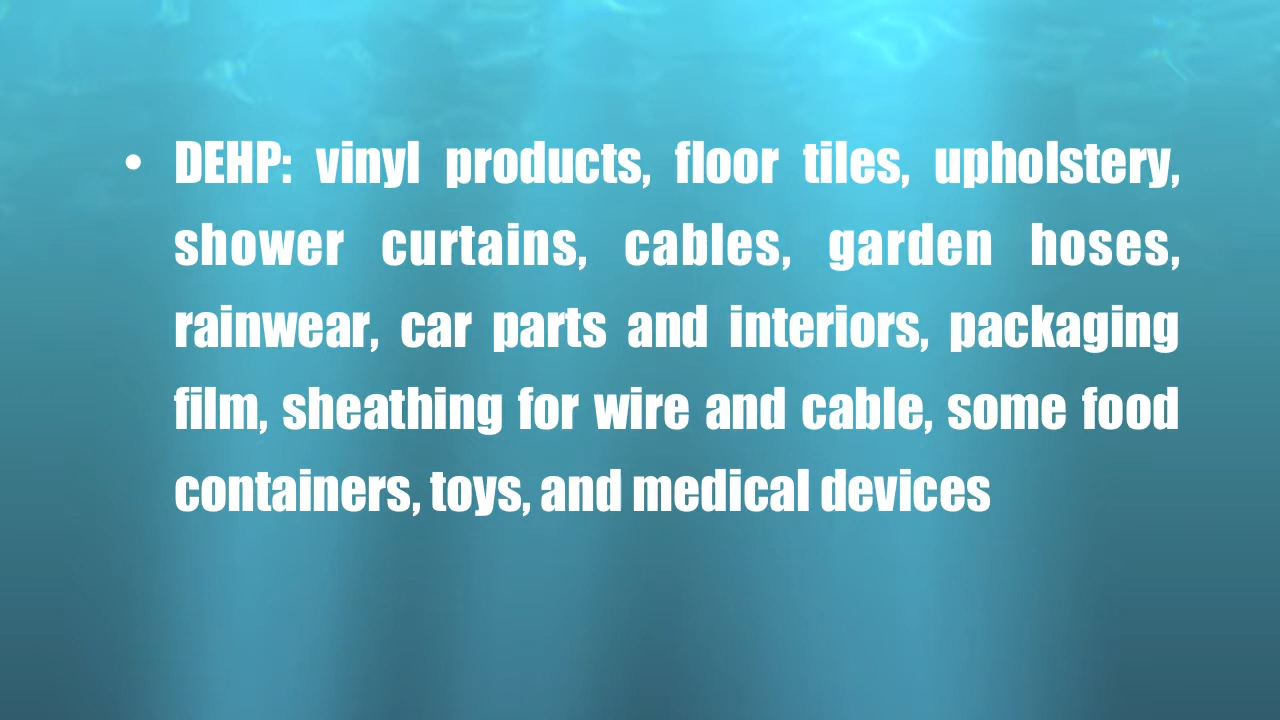 • DEHP: vinyl products, floor tiles, upholstery,
shower curtains, cables, garden hoses,
rainwear, car parts and interiors, packaging
film, sheathing for wire and cable, some food
containers, toys, and medical devices